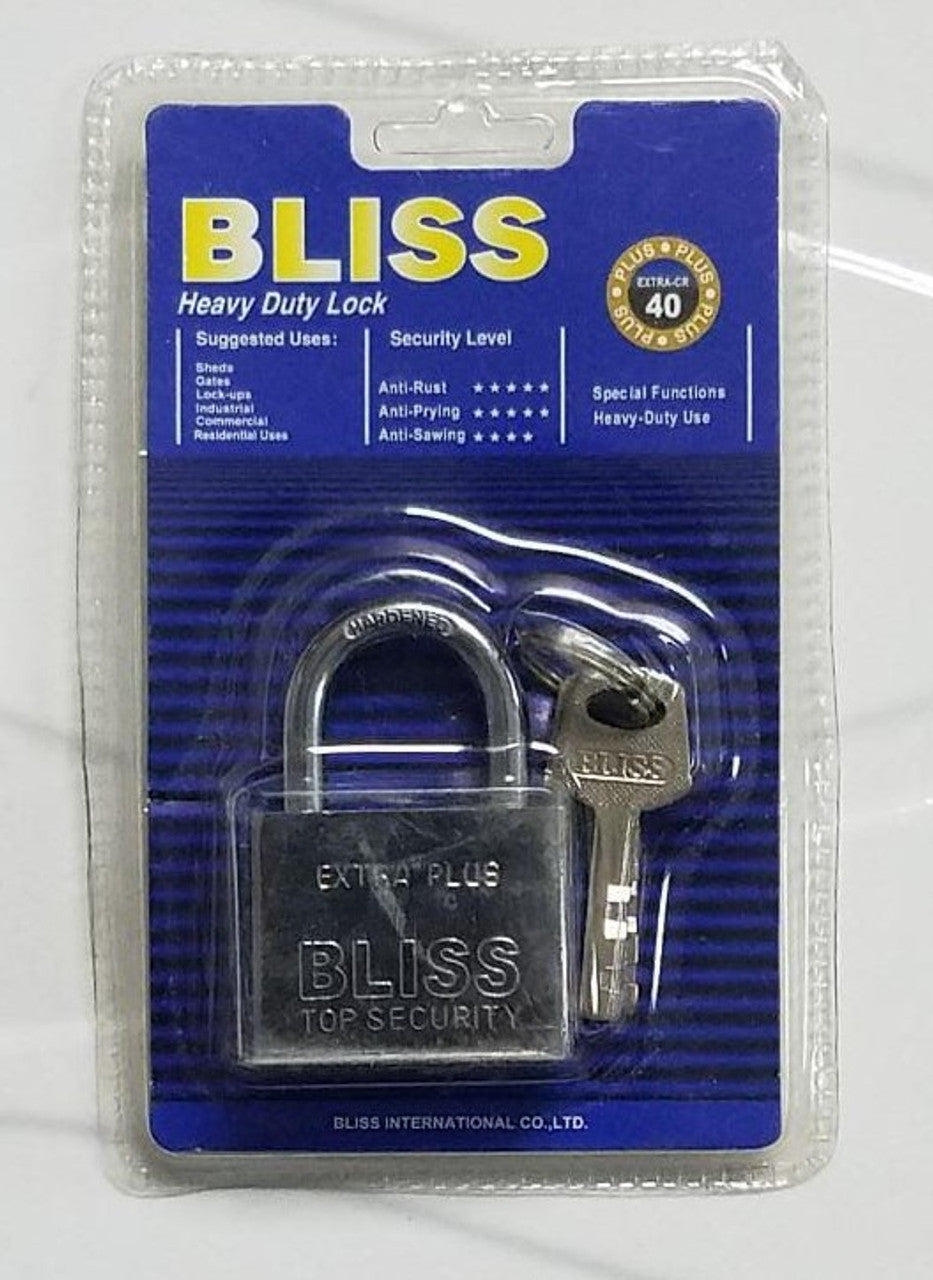 BLISS
Heavy Duty Lock
PLUS • PLUS • PLUS • PLUS •
EXTRA-CR
40
Suggested Uses:
Sheds
Gates
Lock-ups
Industrial
Commercial
Residential Uses
Security Level
Anti-Rust ★★★★★
Anti-Prying ★★★★★
Anti-Sawing ★★★★
Special Functions
Heavy-Duty Use
HARDENED
BLISS
EXTRA PLUS
BLISS
TOP SECURITY
BLISS INTERNATIONAL CO.,LTD.